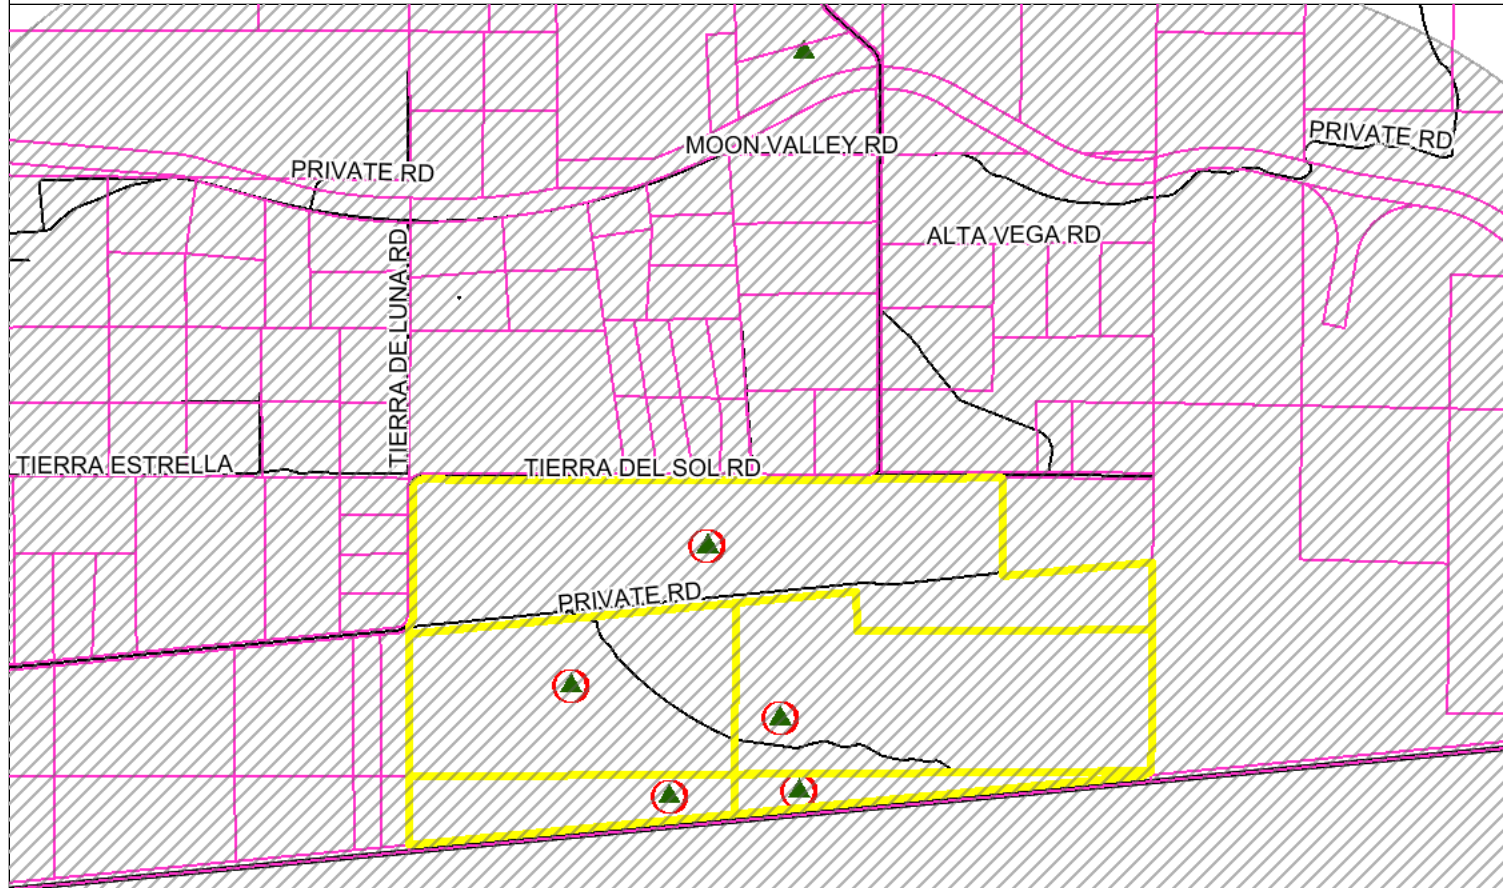 PRIVATE RD
MOON VALLEY RD
PRIVATE RD
ALTA VEGA RD
TIERRA DE LUNA RD
TIERRA ESTRELLA
TIERRA DEL SOL RD
PRIVATE RD